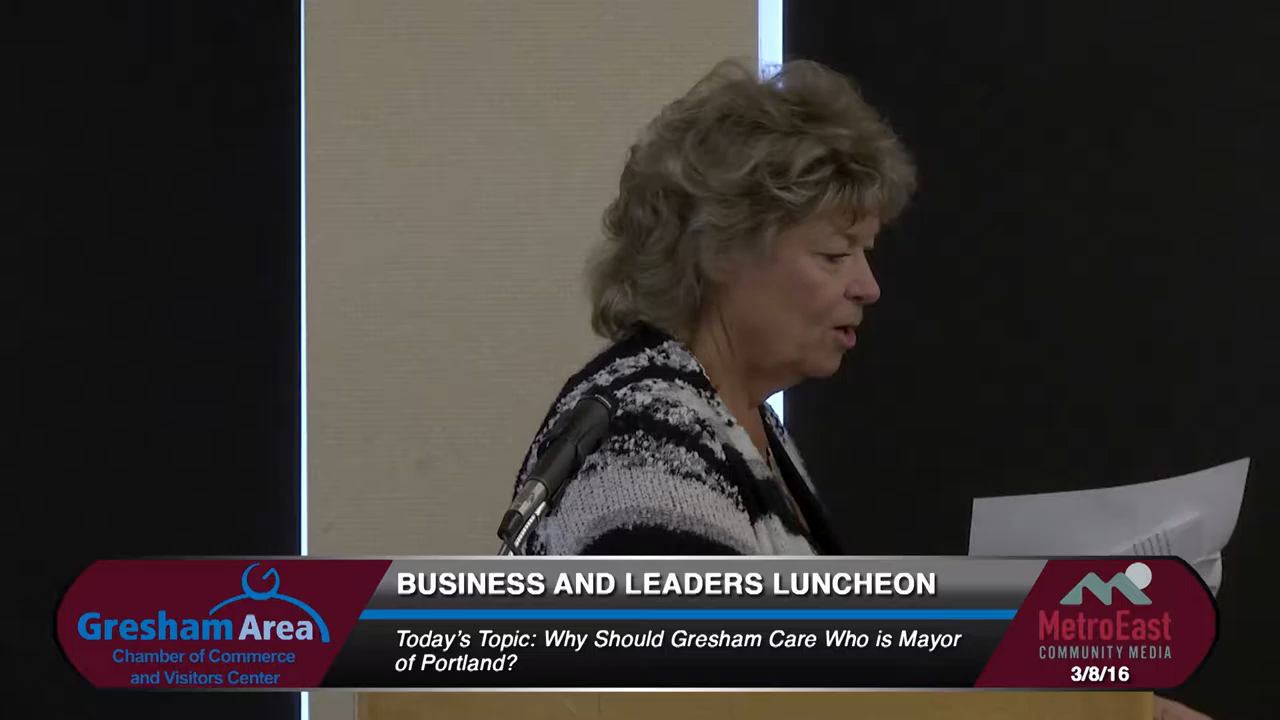 BUSINESS AND LEADERS LUNCHEON
Gresham Area
Chamber of Commerce
and Visitors Center
Today's Topic: Why Should Gresham Care Who is Mayor
of Portland?
MetroEast
COMMUNITY MEDIA
3/8/16